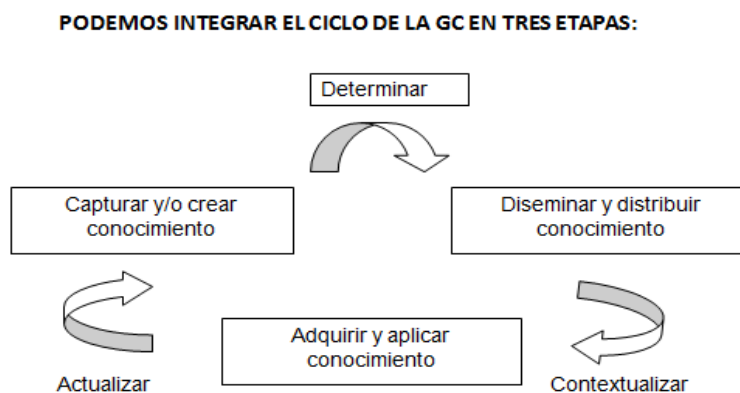 PODEMOS INTEGRAR EL CICLO DE LA GC EN TRES ETAPAS:
Determinar
Capturar y/o crear
conocimiento
Diseminar y distribuir
conocimiento
Adquirir y aplicar
conocimiento
Actualizar
Contextualizar